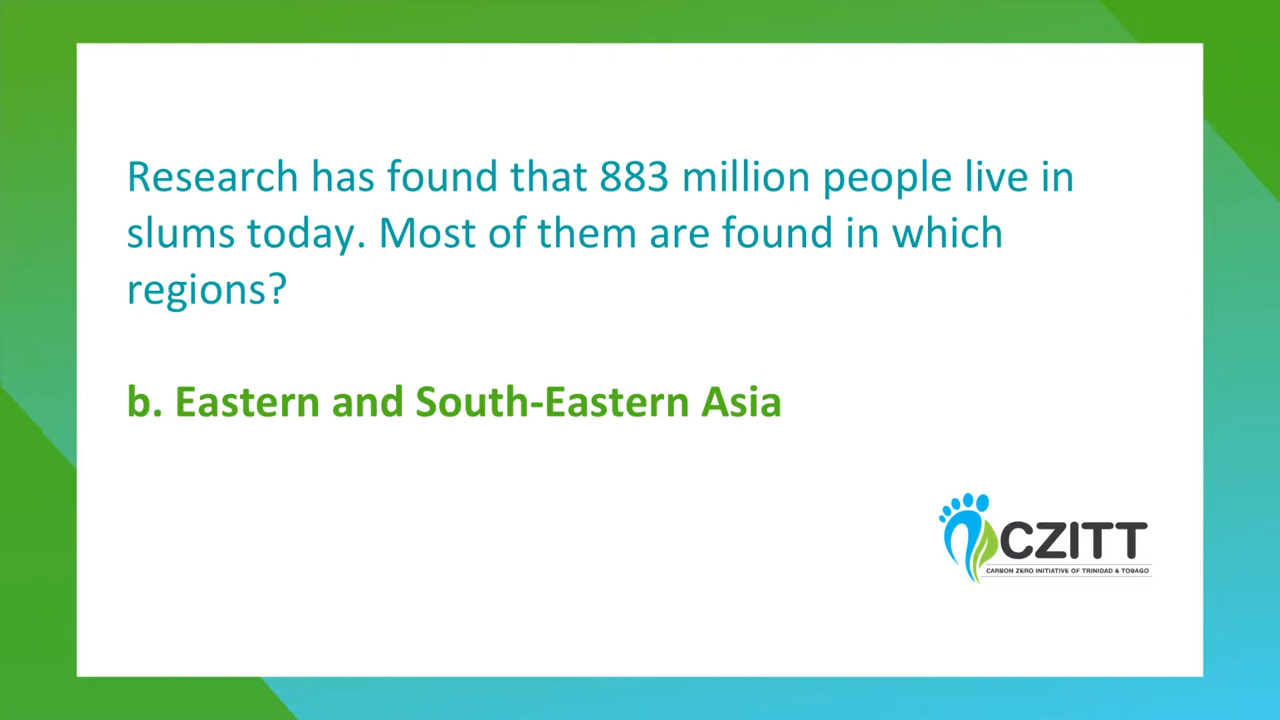 Research has found that 883 million people live in
slums today. Most of them are found in which
regions?
b. Eastern and South-Eastern Asia
CZITT
CARBON ZERO INITIATIVE OF TRINIDAD & TOBAGO